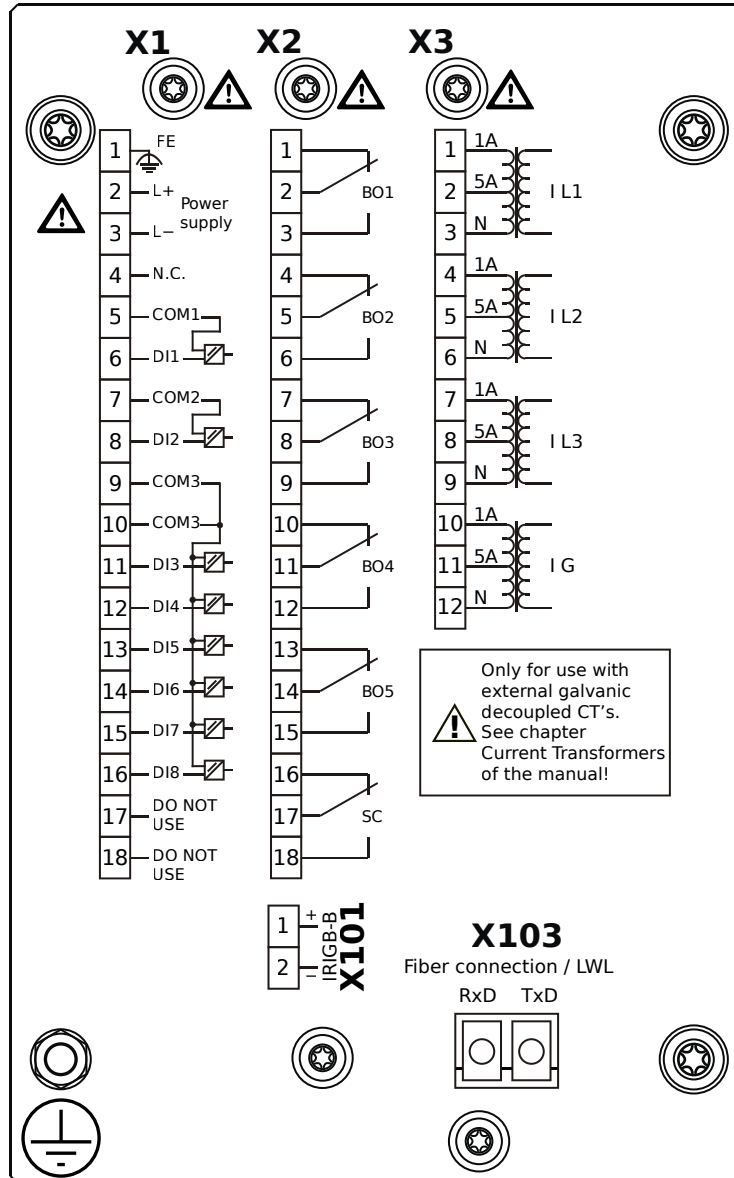 X1 X2 X3
1 FE
2 L+
Power
supply
3 L−
4 N.C.
5 COM1
6 DI1
7 COM2
8 DI2
9 COM3
10 COM3
11 DI3
12 DI4
13 DI5
14 DI6
15 DI7
16 DI8
17 DO NOT
USE
18 DO NOT
USE
1
2 BO1
3
4
5 BO2
6
7
8 BO3
9
10
11 BO4
12
13
14 BO5
15
16
17 SC
18
1 1A
2 5A I L1
3 N
4 1A
5 5A I L2
6 N
7 1A
8 5A I L3
9 N
10 1A
11 5A I G
12 N
Only for use with
external galvanic
decoupled CT’s.
See chapter
Current Transformers
of the manual!
1 +
2 −
IRIGB-B
X101
X103
Fiber connection / LWL
RxD TxD